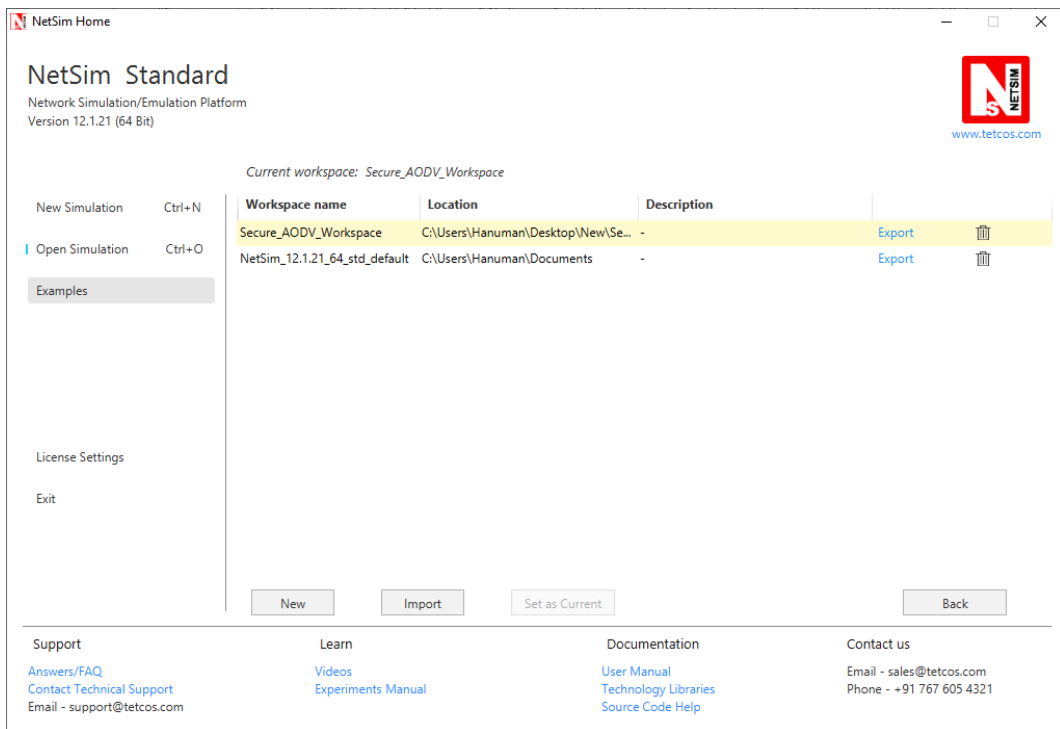 NetSim Home
NetSim Standard
Network Simulation/Emulation Platform
Version 12.1.21 (64 Bit)
N
S
NETSIM
www.tetcos.com
Current workspace: Secure_AODV_Workspace
New Simulation Ctrl+N
Open Simulation Ctrl+O
Examples
License Settings
Exit
Workspace name Location Description
Secure_AODV_Workspace C:\Users\Hanuman\Desktop\New\Se... - Export
NetSim_12.1.21_64_std_default C:\Users\Hanuman\Documents - Export
New Import Set as Current Back
Support
Answers/FAQ
Contact Technical Support
Email - support@tetcos.com
Learn
Videos
Experiments Manual
Documentation
User Manual
Technology Libraries
Source Code Help
Contact us
Email - sales@tetcos.com
Phone - +91 767 605 4321